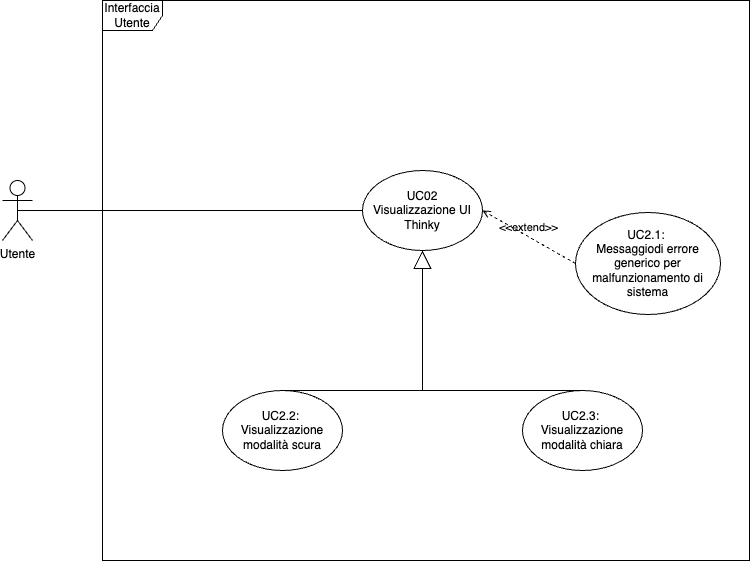 Interfaccia
Utente
UC02
Visualizzazione UI
Thinky
<<extend>>
UC2.1:
Messaggiodi errore
generico per
malfunzionamento di
sistema
Utente
UC2.2:
Visualizzazione
modalità scura
UC2.3:
Visualizzazione
modalità chiara